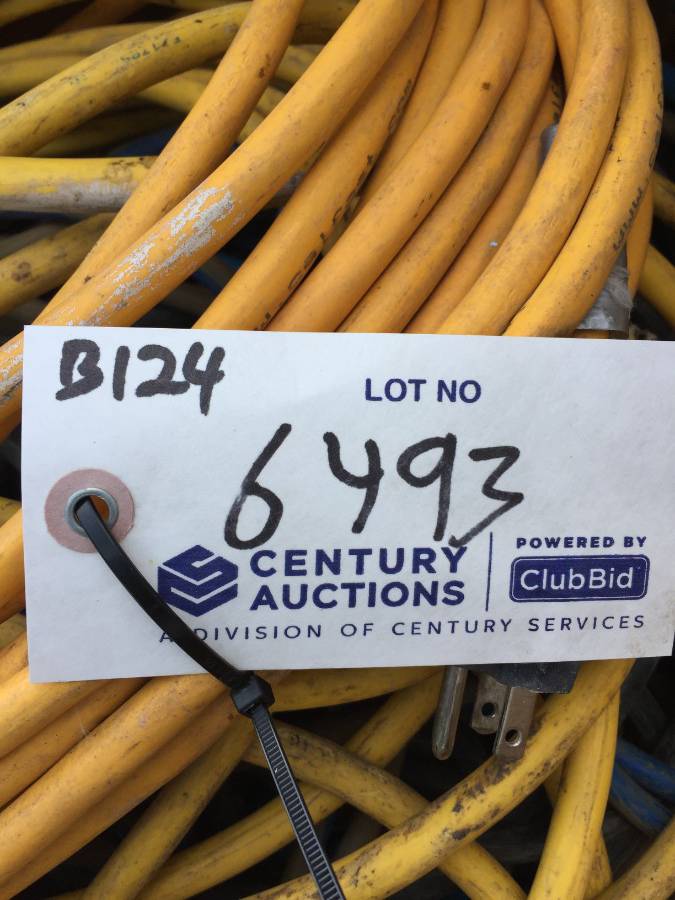 B124
LOT NO
6493
CENTURY
AUCTIONS
POWERED BY
ClubBid
A DIVISION OF CENTURY SERVICES